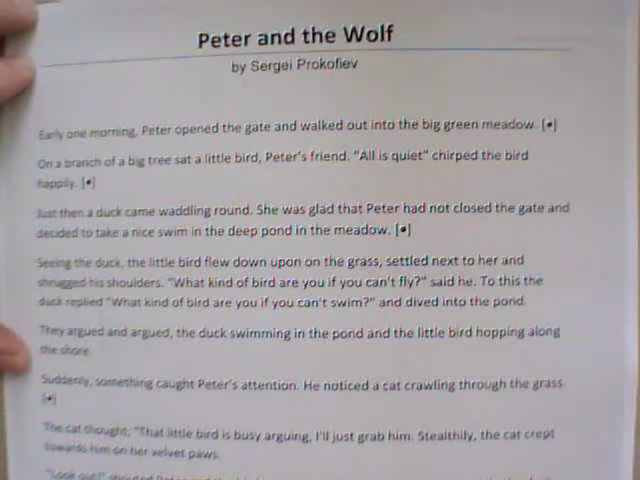 Peter and the Wolf
by Sergei Prokofiev
Early one morning, Peter opened the gate and walked out into the big green meadow. [•]
On a branch of a big tree sat a little bird, Peter's friend. "All is quiet" chirped the bird
happily. [•]
Just then a duck came waddling round. She was glad that Peter had not closed the gate and
decided to take a nice swim in the deep pond in the meadow. [•]
Seeing the duck, the little bird flew down upon on the grass, settled next to her and
shrugged his shoulders. "What kind of bird are you if you can't fly?" said he. To this the
duck replied "What kind of bird are you if you can't swim?" and dived into the pond.
They argued and argued, the duck swimming in the pond and the little bird hopping along
the shore.
Suddenly, something caught Peter's attention. He noticed a cat crawling through the grass
[•]
The cat thought; "That little bird is busy arguing, I'll just grab him. Stealthily, the cat crept
towards him on her velvet paws.
"Look out!" shouted Peter and the